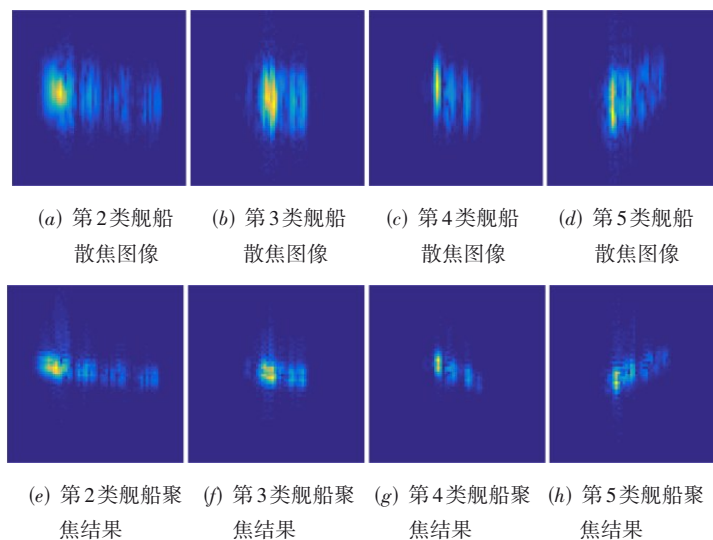 (a) 第2类舰船 (b) 第3类舰船 (c) 第4类舰船 (d) 第5类舰船
散焦图像 散焦图像 散焦图像 散焦图像
(e) 第2类舰船聚 (f) 第3类舰船聚 (g) 第4类舰船聚 (h) 第5类舰船聚
焦结果 焦结果 焦结果 焦结果